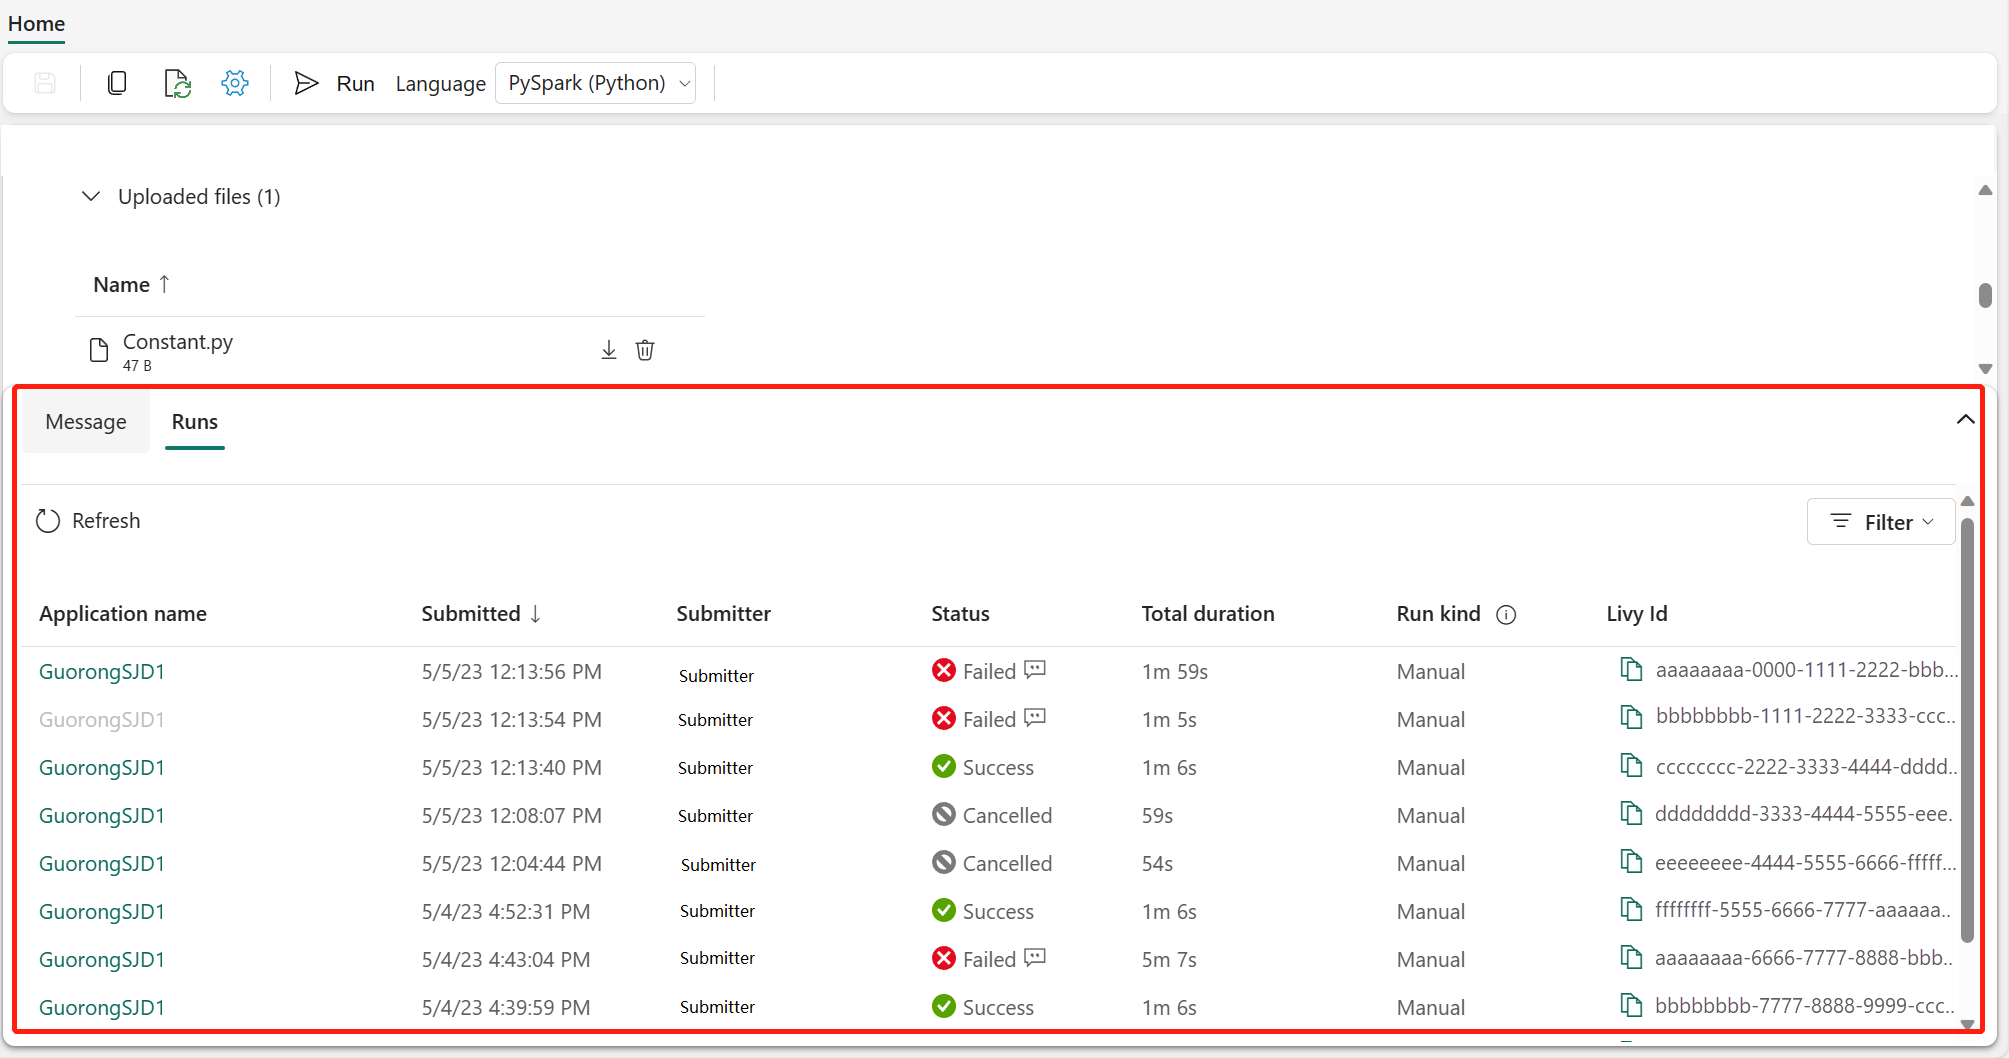 Home
Run Language PySpark (Python)
Uploaded files (1)
Name ↑
Constant.py
47 B
Message Runs
Refresh Filter
Application name Submitted ↓ Submitter Status Total duration Run kind Livy Id
GuorongSJD1 5/5/23 12:13:56 PM Submitter Failed 1m 59s Manual aaaaaaaa-0000-1111-2222-bbb...
GuorongSJD1 5/5/23 12:13:54 PM Submitter Failed 1m 5s Manual bbbbbbbb-1111-2222-3333-ccc..
GuorongSJD1 5/5/23 12:13:40 PM Submitter Success 1m 6s Manual cccccccc-2222-3333-4444-dddd..
GuorongSJD1 5/5/23 12:08:07 PM Submitter Cancelled 59s Manual dddddddd-3333-4444-5555-eee.
GuorongSJD1 5/5/23 12:04:44 PM Submitter Cancelled 54s Manual eeeeeeee-4444-5555-6666-fffff...
GuorongSJD1 5/4/23 4:52:31 PM Submitter Success 1m 6s Manual ffffffff-5555-6666-7777-aaaaaa..
GuorongSJD1 5/4/23 4:43:04 PM Submitter Failed 5m 7s Manual aaaaaaaa-6666-7777-8888-bbb..
GuorongSJD1 5/4/23 4:39:59 PM Submitter Success 1m 6s Manual bbbbbbbb-7777-8888-9999-ccc..